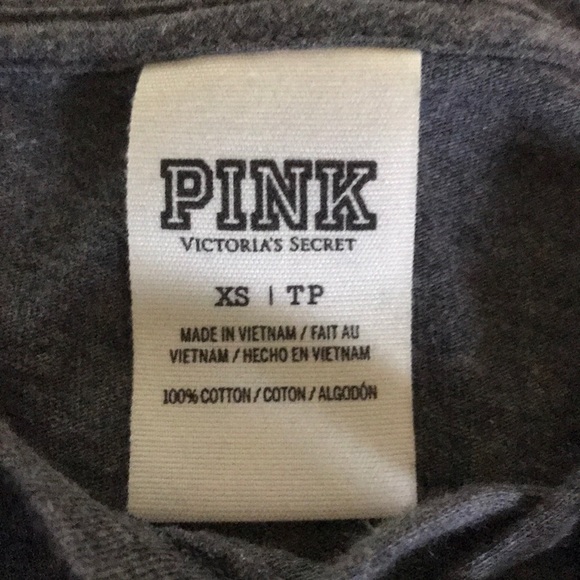 PINK
VICTORIA'S SECRET
XS | TP
MADE IN VIETNAM / FAIT AU
VIETNAM / HECHO EN VIETNAM
100% COTTON / COTON / ALGODÓN